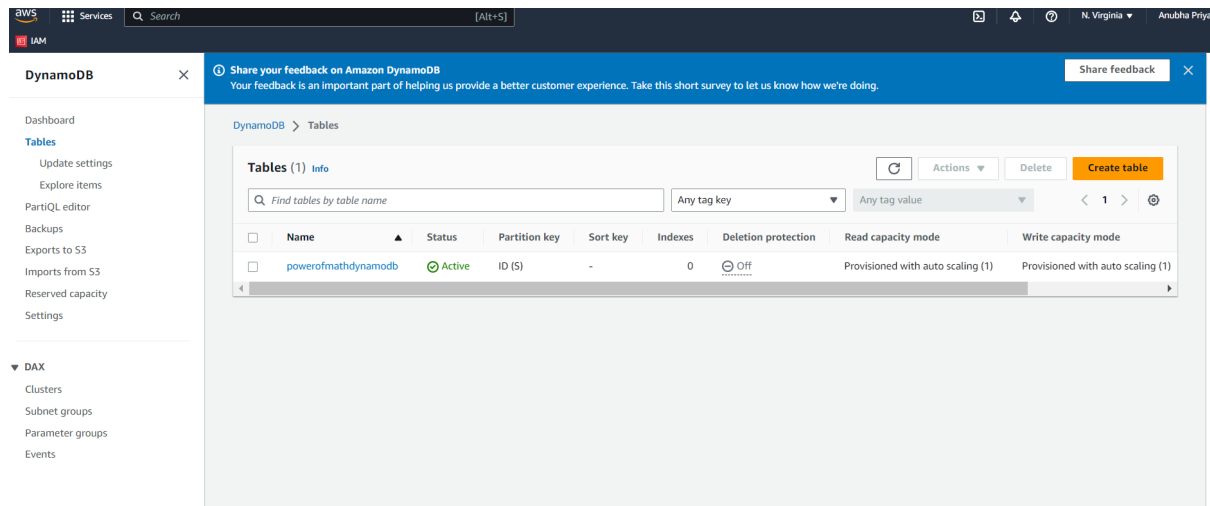 aws Services Search [Alt+S] N. Virginia Anubha Priya
IAM
DynamoDB
Dashboard
Tables
Update settings
Explore items
PartiQL editor
Backups
Exports to S3
Imports from S3
Reserved capacity
Settings
DAX
Clusters
Subnet groups
Parameter groups
Events
Share your feedback on Amazon DynamoDB
Your feedback is an important part of helping us provide a better customer experience. Take this short survey to let us know how we're doing.
Share feedback
DynamoDB > Tables
Tables (1) Info
Actions Delete Create table
Find tables by table name Any tag key Any tag value < 1 >
Name Status Partition key Sort key Indexes Deletion protection Read capacity mode Write capacity mode
powerofmathdynamodb Active ID (S) - 0 Off Provisioned with auto scaling (1) Provisioned with auto scaling (1)